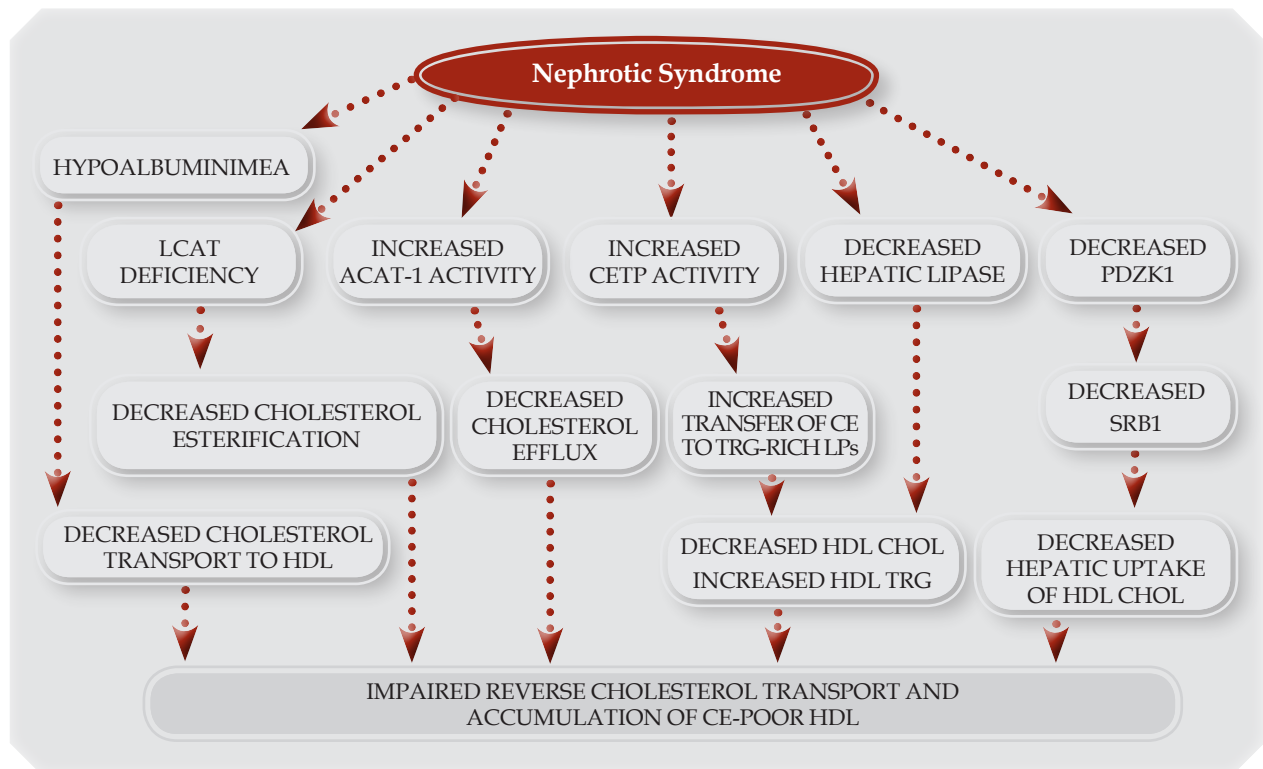 Nephrotic Syndrome
HYPOALBUMINIMEA
LCAT
DEFICIENCY
INCREASED
ACAT-1 ACTIVITY
INCREASED
CETP ACTIVITY
DECREASED
HEPATIC LIPASE
DECREASED
PDZK1
DECREASED CHOLESTEROL
ESTERIFICATION
DECREASED
CHOLESTEROL
EFFLUX
INCREASED
TRANSFER OF CE
TO TRG-RICH LPs
DECREASED
SRB1
DECREASED CHOLESTEROL
TRANSPORT TO HDL
DECREASED HDL CHOL
INCREASED HDL TRG
DECREASED
HEPATIC UPTAKE
OF HDL CHOL
IMPAIRED REVERSE CHOLESTEROL TRANSPORT AND
ACCUMULATION OF CE-POOR HDL